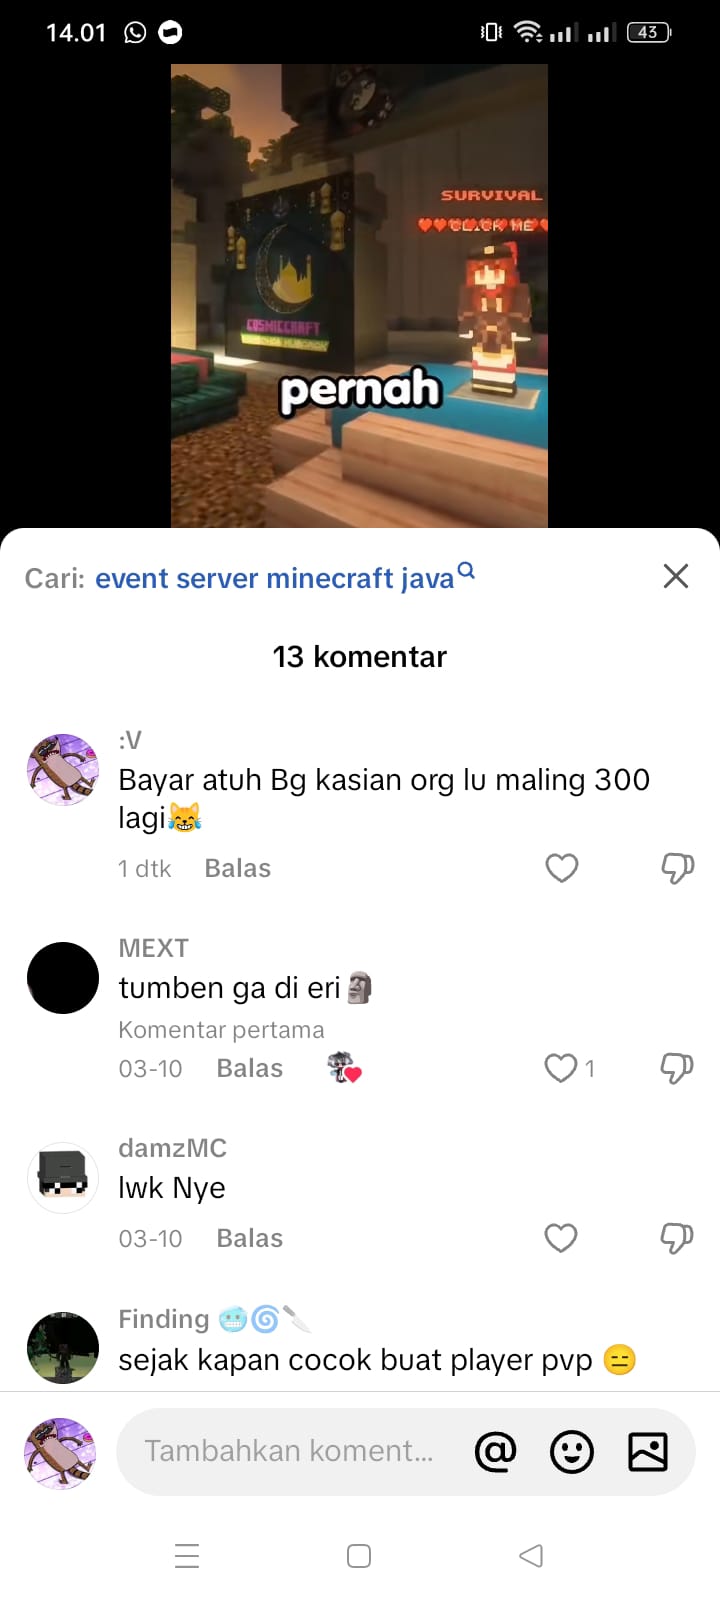 14.01
43
SURVIVAL
CLICK ME
COSMICCRAFT
pernah
Cari: event server minecraft java
13 komentar
:V
Bayar atuh Bg kasian org lu maling 300
lagi😹
1 dtk Balas
MEXT
tumben ga di eri🗿
Komentar pertama
03-10 Balas
1
damzMC
lwk Nye
03-10 Balas
Finding 🥶🌀🔪
sejak kapan cocok buat player pvp 😑
Tambahkan koment...